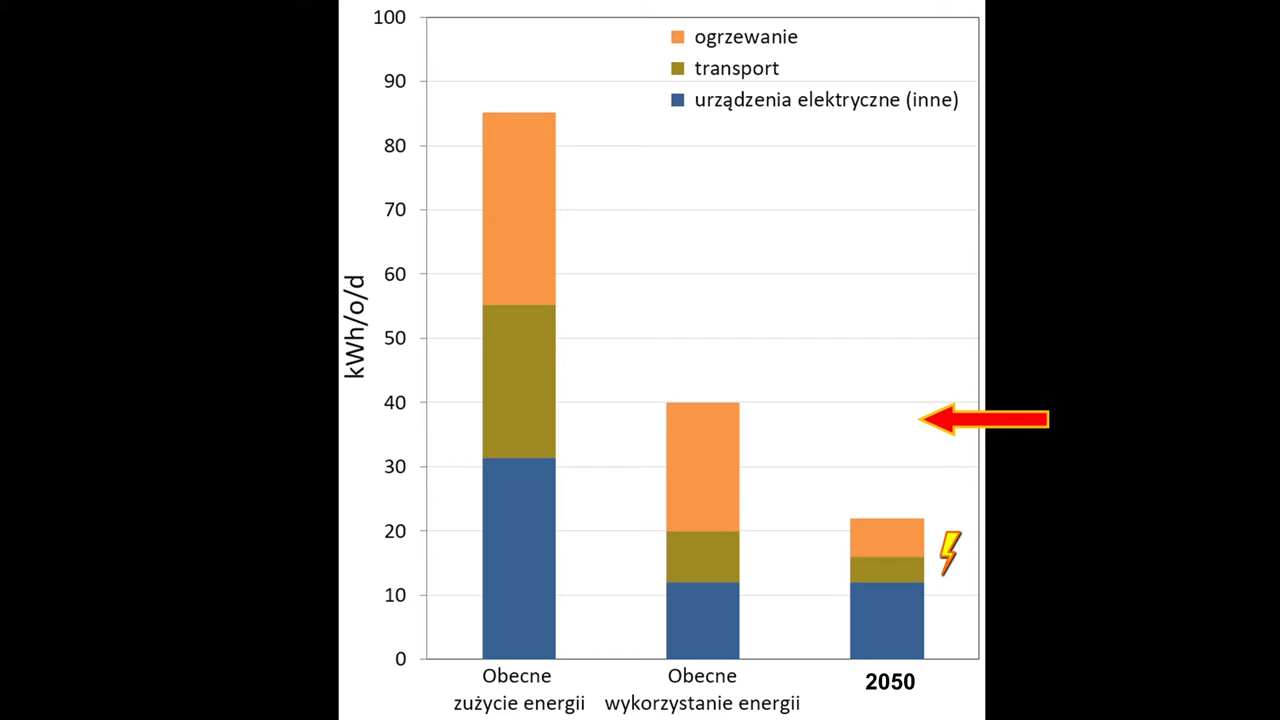 100
90
80
70
60
50
40
30
20
10
0
kWh/o/d
ogrzewanie
transport
urządzenia elektryczne (inne)
Obecne
zużycie energii
Obecne
wykorzystanie energii
2050